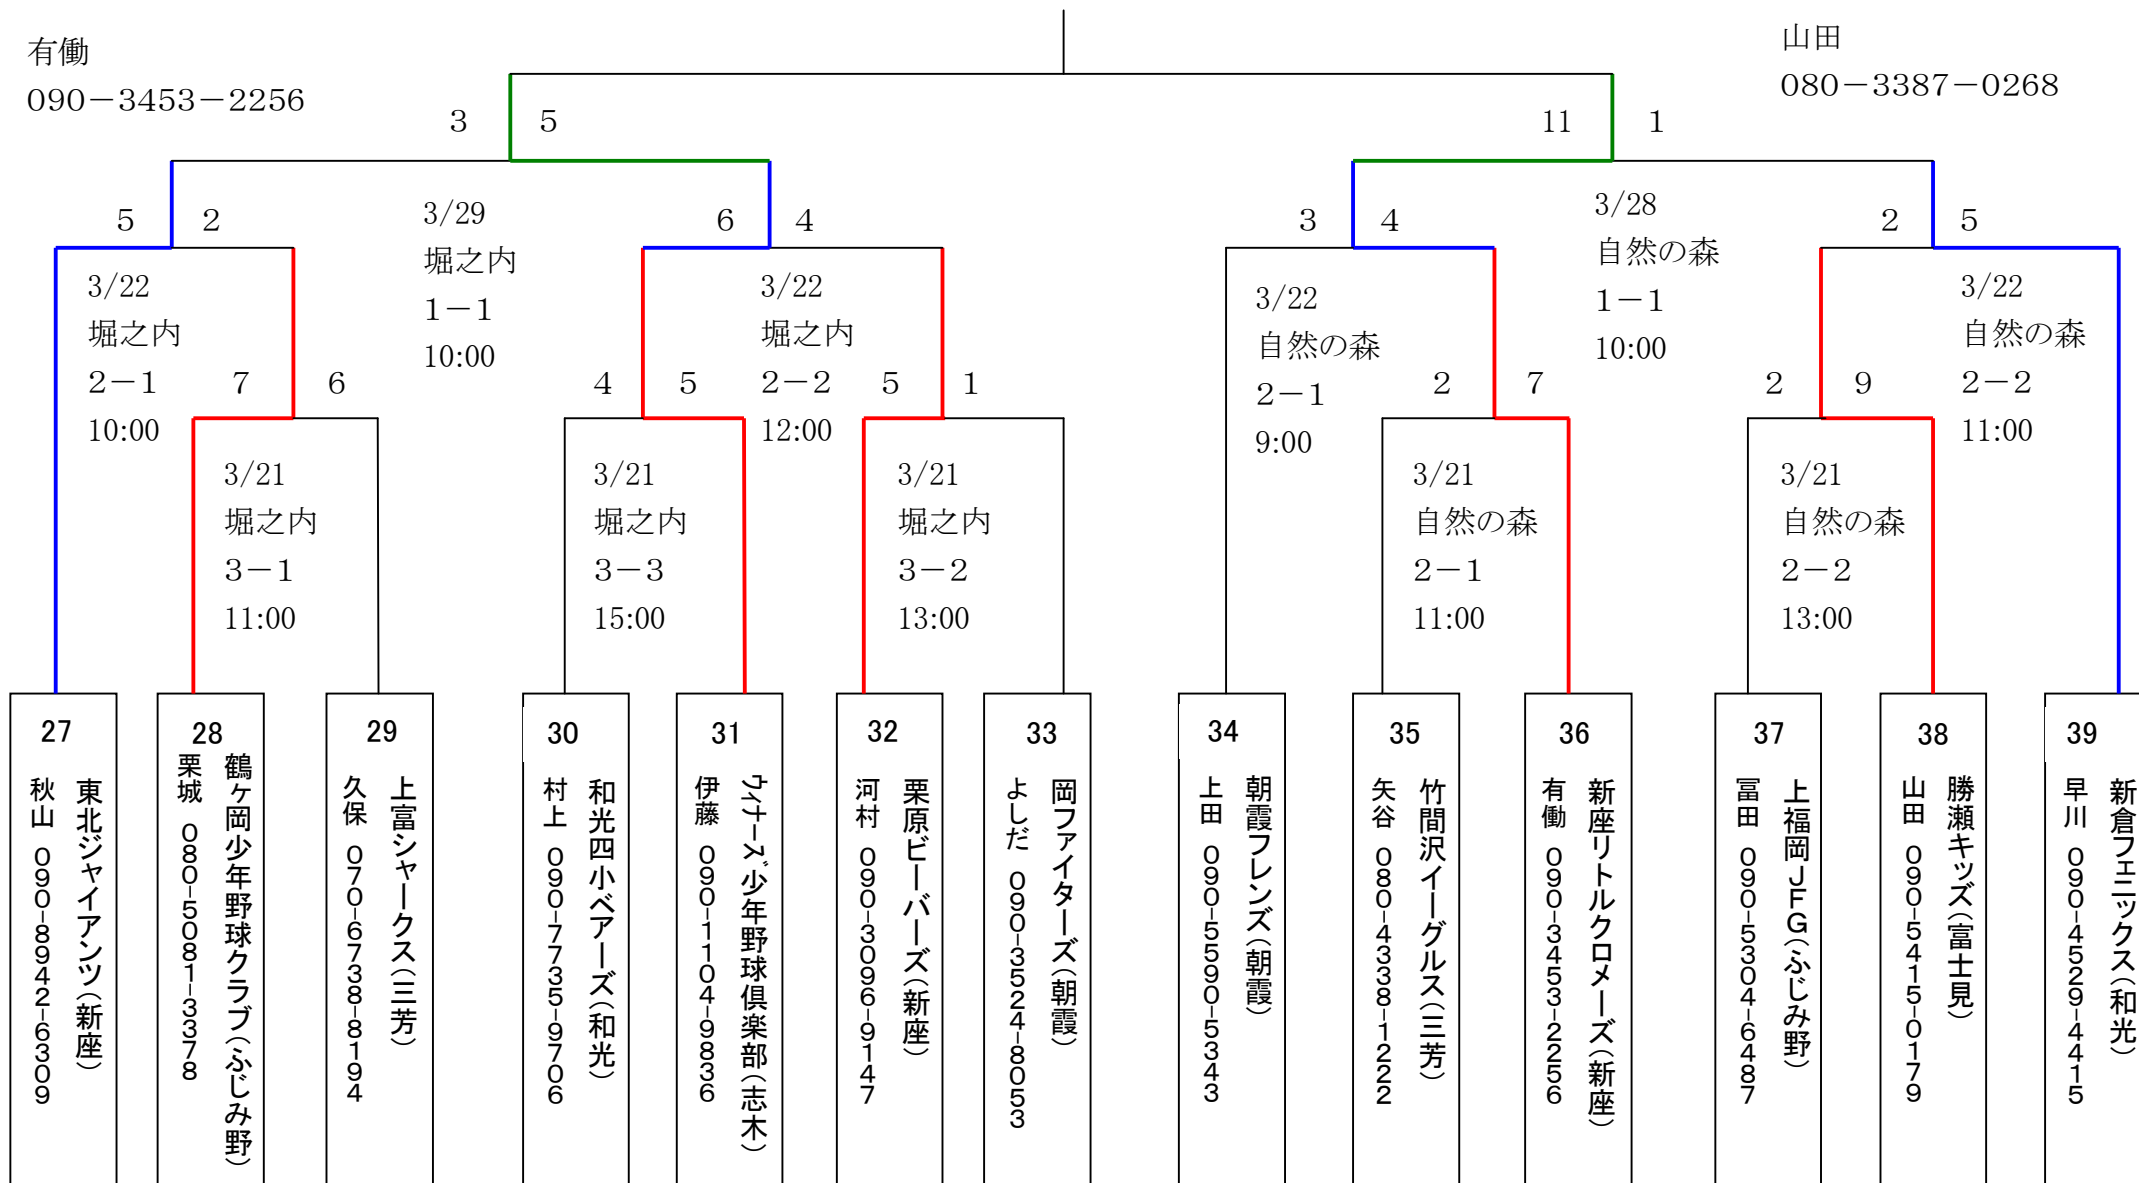 有働
090－3453－2256
山田
080－3387－0268
3 5
11 1
5 2
3/29
堀之内
1－1
10:00
6 4
3 4
3/28
自然の森
1－1
10:00
2 5
3/22
堀之内
2－1
10:00
7 6
4 5
3/22
堀之内
2－2
12:00
5 1
3/22
自然の森
2－1
9:00
2 7
2 9
3/22
自然の森
2－2
11:00
3/21
堀之内
3－1
11:00
3/21
堀之内
3－3
15:00
3/21
堀之内
3－2
13:00
3/21
自然の森
2－1
11:00
3/21
自然の森
2－2
13:00
27
東北ジャイアンツ（新座）
秋山 090-8942-6309
28
鶴ヶ岡少年野球クラブ（ふじみ野）
栗城 080-5081-3378
29
上富シャークス（三芳）
久保 070-6738-8194
30
和光四小ベアーズ（和光）
村上 090-7735-9706
31
ウィナーズ少年野球倶楽部（志木）
伊藤 090-1104-9836
32
栗原ビーバーズ（新座）
河村 090-3096-9147
33
岡ファイターズ（朝霞）
よしだ 090-3524-8053
34
朝霞フレンズ（朝霞）
上田 090-5590-5343
35
竹間沢イーグルス（三芳）
矢谷 080-4338-1222
36
新座リトルクロメーズ（新座）
有働 090-3453-2256
37
上福岡JFG（ふじみ野）
冨田 090-5304-6487
38
勝瀬キッズ（富士見）
山田 090-5415-0179
39
新倉フェニックス（和光）
早川 090-4529-4415